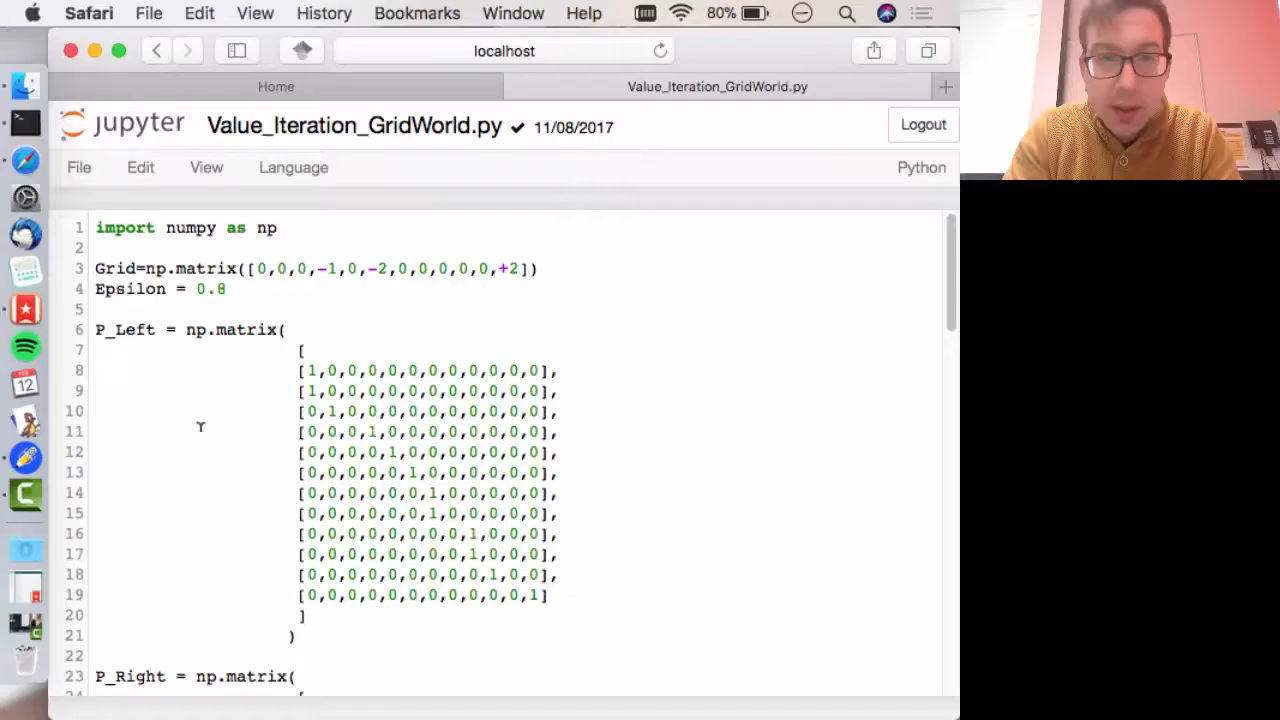 Safari File Edit View History Bookmarks Window Help 80%
localhost
Home Value_Iteration_GridWorld.py
jupyter Value_Iteration_GridWorld.py ✓ 11/08/2017 Logout
File Edit View Language Python
1 import numpy as np
2
3 Grid=np.matrix([0,0,0,-1,0,-2,0,0,0,0,0,+2])
4 Epsilon = 0.8
5
6 P_Left = np.matrix(
7 [
8 [1,0,0,0,0,0,0,0,0,0,0,0],
9 [1,0,0,0,0,0,0,0,0,0,0,0],
10 [0,1,0,0,0,0,0,0,0,0,0,0],
11 [0,0,0,1,0,0,0,0,0,0,0,0],
12 [0,0,0,0,1,0,0,0,0,0,0,0],
13 [0,0,0,0,0,1,0,0,0,0,0,0],
14 [0,0,0,0,0,0,1,0,0,0,0,0],
15 [0,0,0,0,0,0,1,0,0,0,0,0],
16 [0,0,0,0,0,0,0,0,1,0,0,0],
17 [0,0,0,0,0,0,0,0,1,0,0,0],
18 [0,0,0,0,0,0,0,0,0,1,0,0],
19 [0,0,0,0,0,0,0,0,0,0,0,1]
20 ]
21 )
22
23 P_Right = np.matrix(
12